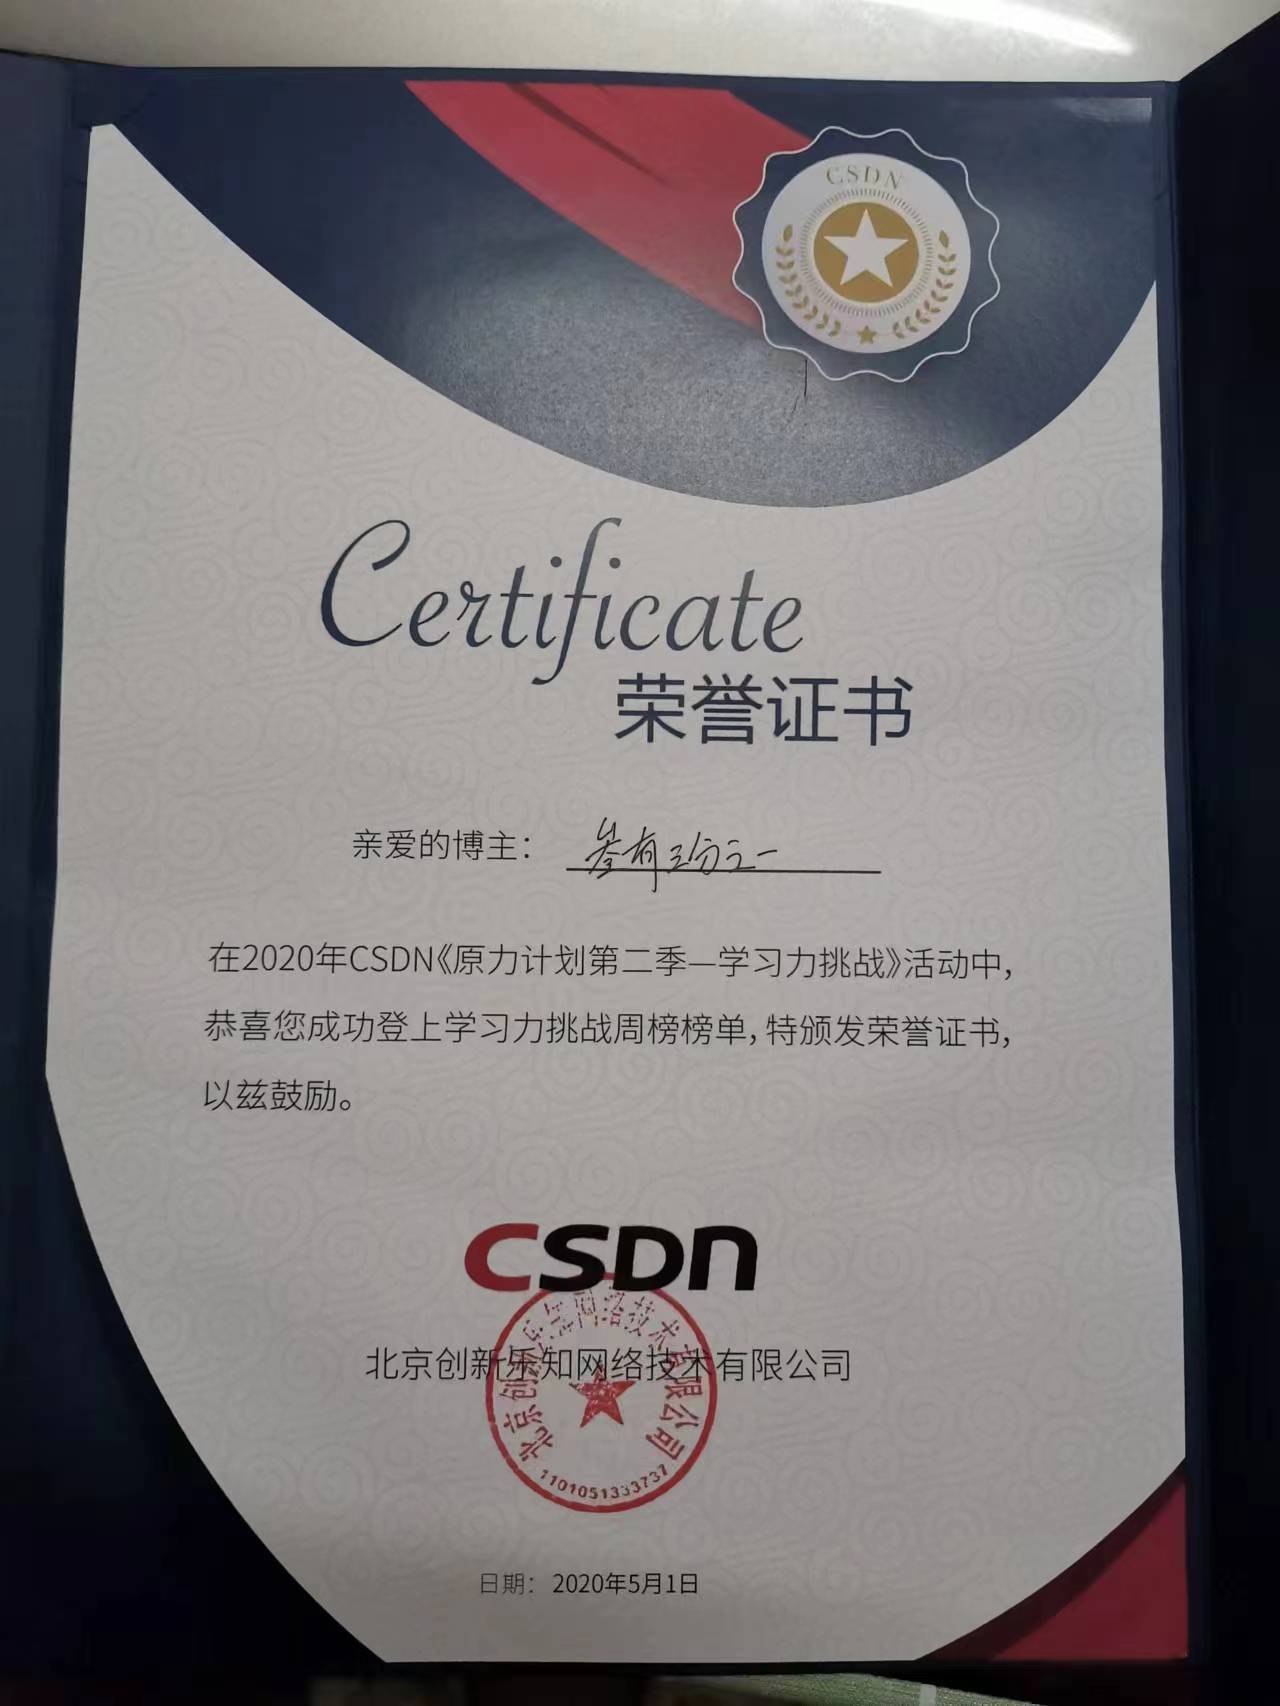 CSDN
Certificate
荣誉证书
亲爱的博主: 叁有三分之一
在2020年CSDN《原力计划第二季—学习力挑战》活动中,
恭喜您成功登上学习力挑战周榜榜单, 特颁发荣誉证书,
以兹鼓励。
CSDN
北京创新乐知网络技术有限公司
北京创新乐知网络技术有限公司
1101051333737
日期: 2020年5月1日